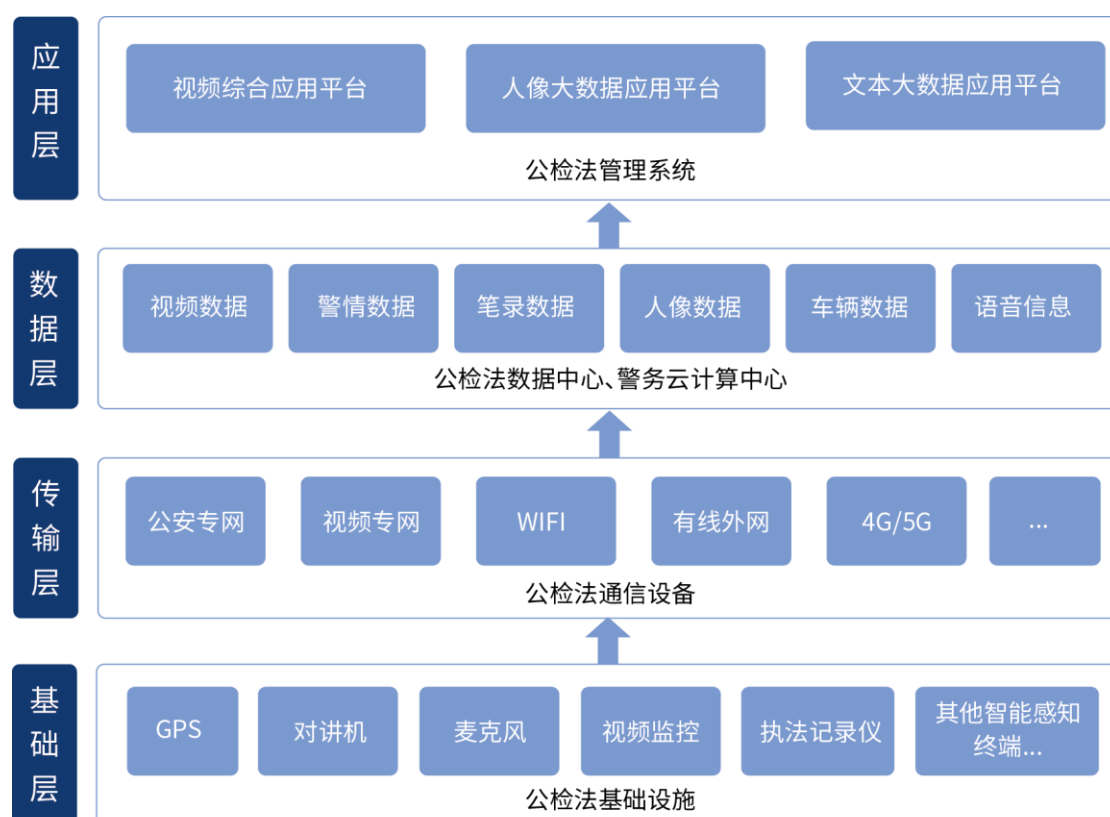 应用层
视频综合应用平台
人像大数据应用平台
文本大数据应用平台
公检法管理系统
数据层
视频数据
警情数据
笔录数据
人像数据
车辆数据
语音信息
公检法数据中心、警务云计算中心
传输层
公安专网
视频专网
WIFI
有线外网
4G/5G
...
公检法通信设备
基础层
GPS
对讲机
麦克风
视频监控
执法记录仪
其他智能感知
终端...
公检法基础设施